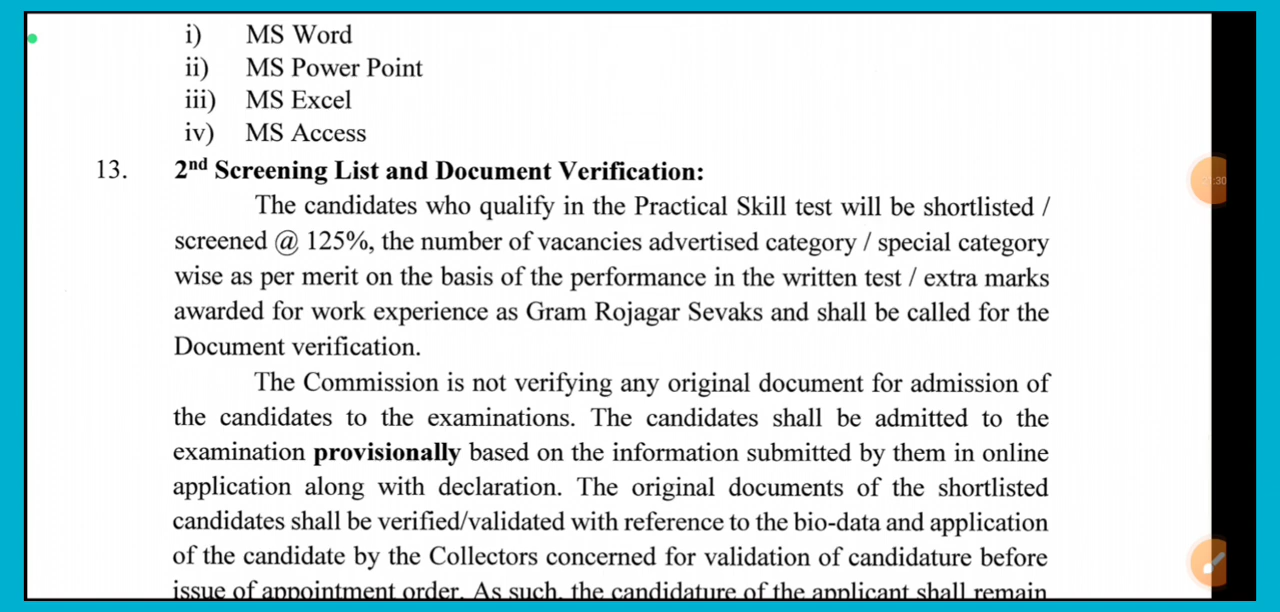 i) MS Word
ii) MS Power Point
iii) MS Excel
iv) MS Access
13. 2nd Screening List and Document Verification:
The candidates who qualify in the Practical Skill test will be shortlisted /
screened @ 125%, the number of vacancies advertised category / special category
wise as per merit on the basis of the performance in the written test / extra marks
awarded for work experience as Gram Rojagar Sevaks and shall be called for the
Document verification.
The Commission is not verifying any original document for admission of
the candidates to the examinations. The candidates shall be admitted to the
examination provisionally based on the information submitted by them in online
application along with declaration. The original documents of the shortlisted
candidates shall be verified/validated with reference to the bio-data and application
of the candidate by the Collectors concerned for validation of candidature before
issue of appointment order. As such, the candidature of the applicant shall remain